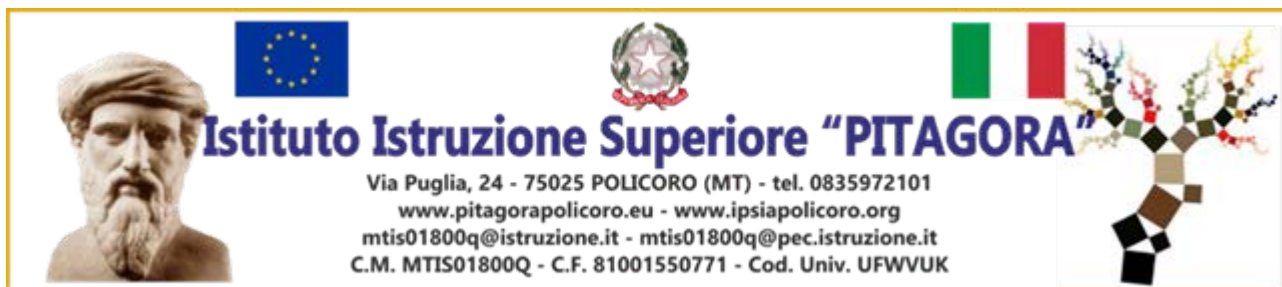 Istituto Istruzione Superiore “PITAGORA”
Via Puglia, 24 - 75025 POLICORO (MT) - tel. 0835972101
www.pitagorapolicoro.eu - www.ipsiapolicoro.org
mtis01800q@istruzione.it - mtis01800q@pec.istruzione.it
C.M. MTIS01800Q - C.F. 81001550771 - Cod. Univ. UFWVUK